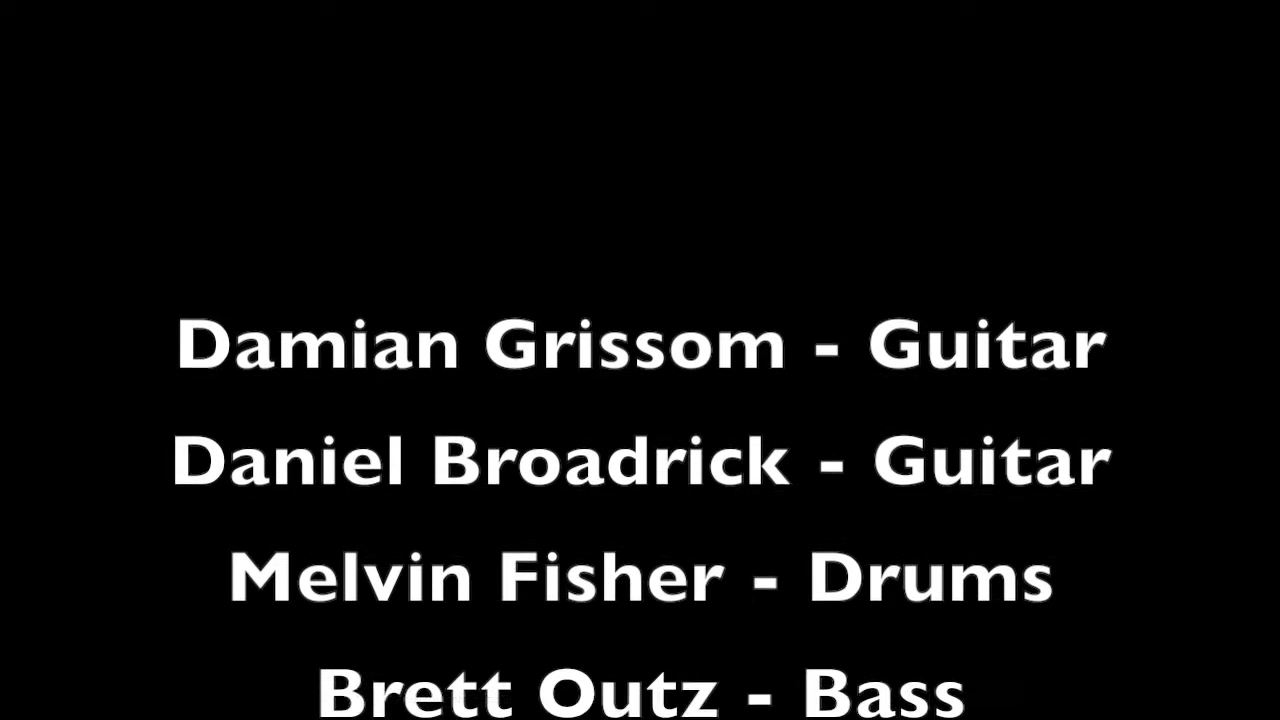 Damian Grissom - Guitar
Daniel Broadrick - Guitar
Melvin Fisher - Drums
Brett Outz - Bass